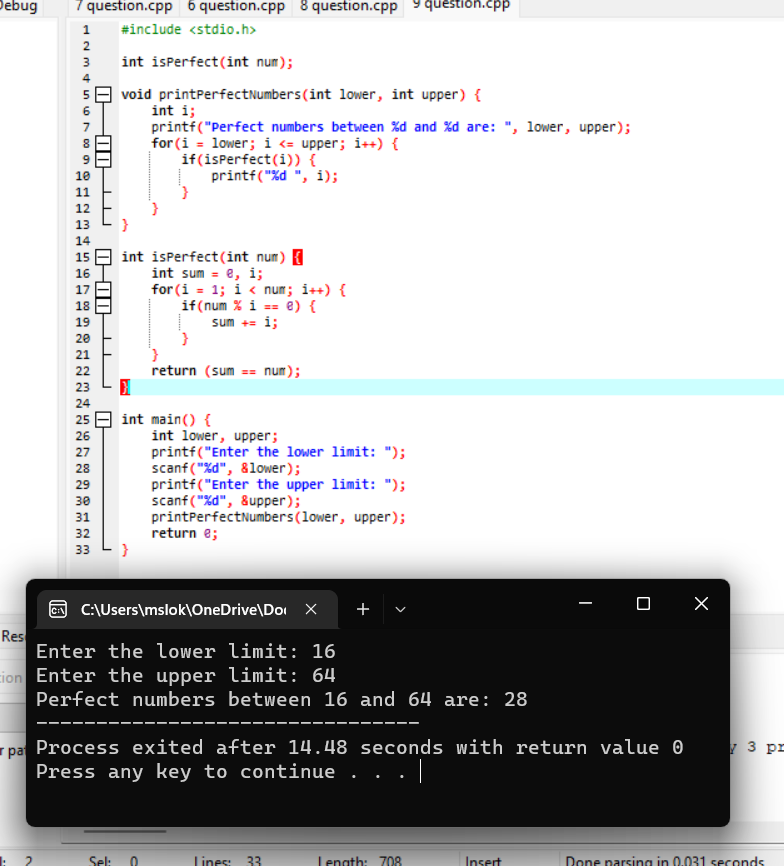 Debug
7 question.cpp 6 question.cpp 8 question.cpp 9 question.cpp
1 #include <stdio.h>
2
3 int isPerfect(int num);
4
5 void printPerfectNumbers(int lower, int upper) {
6 int i;
7 printf("Perfect numbers between %d and %d are: ", lower, upper);
8 for(i = lower; i <= upper; i++) {
9 if(isPerfect(i)) {
10 printf("%d ", i);
11 }
12 }
13 }
14
15 int isPerfect(int num) {
16 int sum = 0, i;
17 for(i = 1; i < num; i++) {
18 if(num % i == 0) {
19 sum += i;
20 }
21 }
22 return (sum == num);
23 }
24
25 int main() {
26 int lower, upper;
27 printf("Enter the lower limit: ");
28 scanf("%d", &lower);
29 printf("Enter the upper limit: ");
30 scanf("%d", &upper);
31 printPerfectNumbers(lower, upper);
32 return 0;
33 }
C:\Users\mslok\OneDrive\Doc
Enter the lower limit: 16
Enter the upper limit: 64
Perfect numbers between 16 and 64 are: 28
--------------------------------
Process exited after 14.48 seconds with return value 0
Press any key to continue . . .
Res
tion
r pat
y 3 pr
2 Sel: 0 Lines: 33 Length: 708 Insert Done parsing in 0.031 seconds